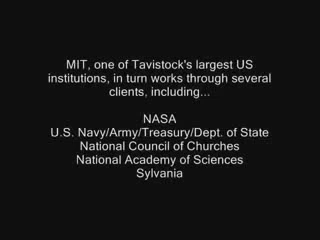 MIT, one of Tavistock's largest US
institutions, in turn works through several
clients, including...
NASA
U.S. Navy/Army/Treasury/Dept. of State
National Council of Churches
National Academy of Sciences
Sylvania